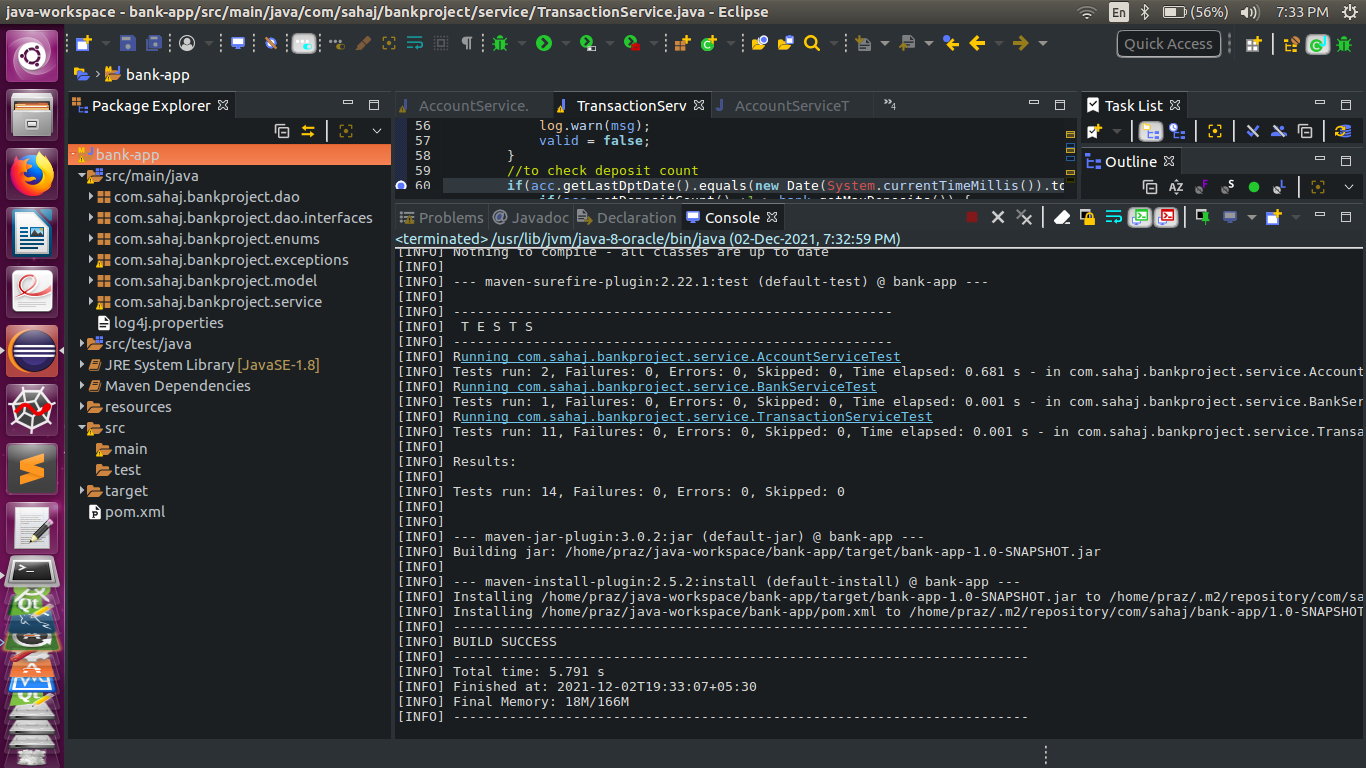 java-workspace - bank-app/src/main/java/com/sahaj/bankproject/service/TransactionService.java - Eclipse
En
(56%)
7:33 PM
Quick Access
bank-app
Package Explorer
bank-app
src/main/java
com.sahaj.bankproject.dao
com.sahaj.bankproject.dao.interfaces
com.sahaj.bankproject.enums
com.sahaj.bankproject.exceptions
com.sahaj.bankproject.model
com.sahaj.bankproject.service
log4j.properties
src/test/java
JRE System Library [JavaSE-1.8]
Maven Dependencies
resources
src
main
test
target
pom.xml
AccountService.
TransactionServ
AccountServiceT
»4
56 log.warn(msg);
57 valid = false;
58 }
59 //to check deposit count
60 if(acc.getLastDptDate().equals(new Date(System.currentTimeMillis()).to
Task List
Outline
Problems
Javadoc
Declaration
Console
<terminated> /usr/lib/jvm/java-8-oracle/bin/java (02-Dec-2021, 7:32:59 PM)
[INFO] Nothing to compile - all classes are up to date
[INFO]
[INFO] --- maven-surefire-plugin:2.22.1:test (default-test) @ bank-app ---
[INFO]
[INFO] -------------------------------------------------------
[INFO]  T E S T S
[INFO] -------------------------------------------------------
[INFO] Running com.sahaj.bankproject.service.AccountServiceTest
[INFO] Tests run: 2, Failures: 0, Errors: 0, Skipped: 0, Time elapsed: 0.681 s - in com.sahaj.bankproject.service.Account
[INFO] Running com.sahaj.bankproject.service.BankServiceTest
[INFO] Tests run: 1, Failures: 0, Errors: 0, Skipped: 0, Time elapsed: 0.001 s - in com.sahaj.bankproject.service.BankSer
[INFO] Running com.sahaj.bankproject.service.TransactionServiceTest
[INFO] Tests run: 11, Failures: 0, Errors: 0, Skipped: 0, Time elapsed: 0.001 s - in com.sahaj.bankproject.service.Transa
[INFO]
[INFO] Results:
[INFO]
[INFO] Tests run: 14, Failures: 0, Errors: 0, Skipped: 0
[INFO]
[INFO]
[INFO] --- maven-jar-plugin:3.0.2:jar (default-jar) @ bank-app ---
[INFO] Building jar: /home/praz/java-workspace/bank-app/target/bank-app-1.0-SNAPSHOT.jar
[INFO]
[INFO] --- maven-install-plugin:2.5.2:install (default-install) @ bank-app ---
[INFO] Installing /home/praz/java-workspace/bank-app/target/bank-app-1.0-SNAPSHOT.jar to /home/praz/.m2/repository/com/sa
[INFO] Installing /home/praz/java-workspace/bank-app/pom.xml to /home/praz/.m2/repository/com/sahaj/bank-app/1.0-SNAPSHOT
[INFO] ------------------------------------------------------------------------
[INFO] BUILD SUCCESS
[INFO] ------------------------------------------------------------------------
[INFO] Total time: 5.791 s
[INFO] Finished at: 2021-12-02T19:33:07+05:30
[INFO] Final Memory: 18M/166M
[INFO] ------------------------------------------------------------------------